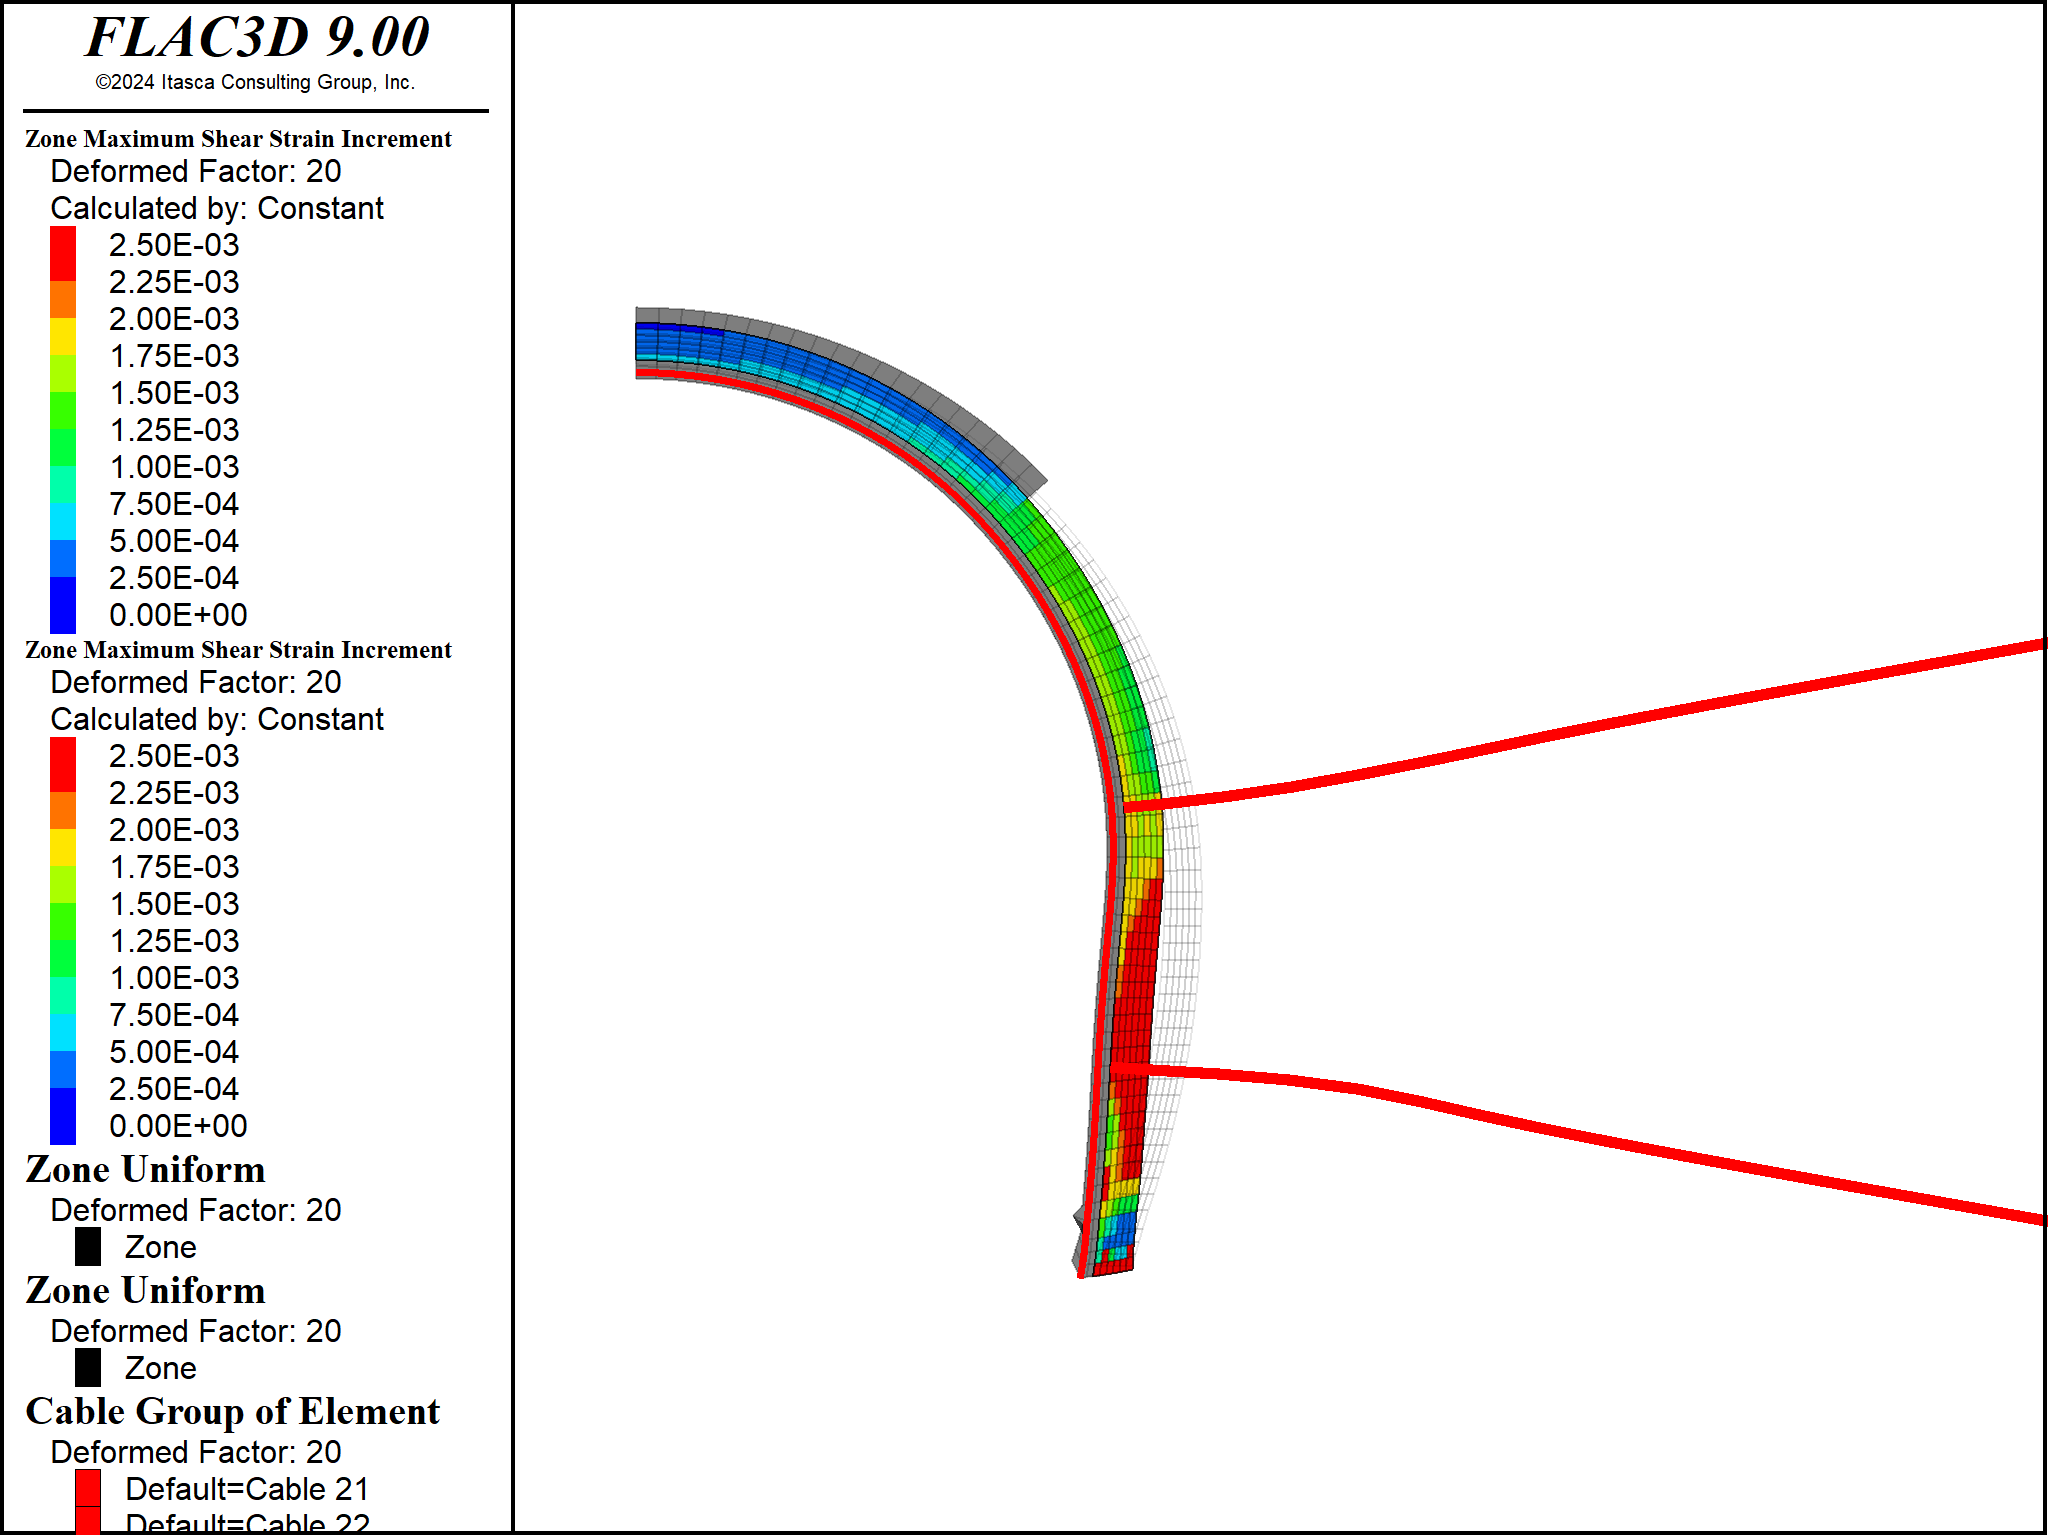 FLAC3D 9.00
©2024 Itasca Consulting Group, Inc.
Zone Maximum Shear Strain Increment
Deformed Factor: 20
Calculated by: Constant
2.50E-03
2.25E-03
2.00E-03
1.75E-03
1.50E-03
1.25E-03
1.00E-03
7.50E-04
5.00E-04
2.50E-04
0.00E+00
Zone Maximum Shear Strain Increment
Deformed Factor: 20
Calculated by: Constant
2.50E-03
2.25E-03
2.00E-03
1.75E-03
1.50E-03
1.25E-03
1.00E-03
7.50E-04
5.00E-04
2.50E-04
0.00E+00
Zone Uniform
Deformed Factor: 20
Zone
Zone Uniform
Deformed Factor: 20
Zone
Cable Group of Element
Deformed Factor: 20
Default=Cable 21
Default=Cable 22